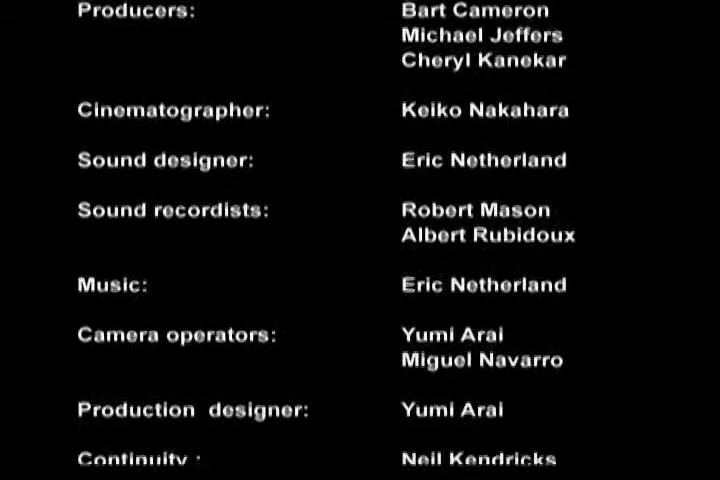 Producers: Bart Cameron
Michael Jeffers
Cheryl Kanekar
Cinematographer: Keiko Nakahara
Sound designer: Eric Netherland
Sound recordists: Robert Mason
Albert Rubidoux
Music: Eric Netherland
Camera operators: Yumi Arai
Miguel Navarro
Production designer: Yumi Arai
Continuity : Neil Kendricks